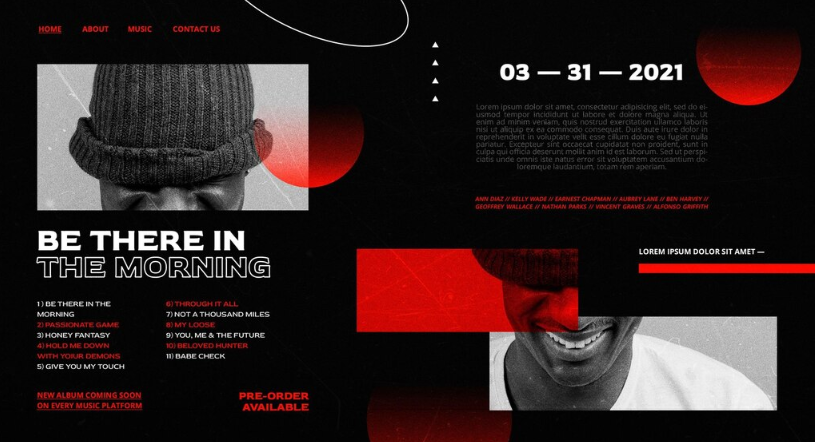 HOME ABOUT MUSIC CONTACT US
BE THERE IN
THE MORNING
1) BE THERE IN THE
MORNING
2) PASSIONATE GAME
3) HONEY FANTASY
4) HOLD ME DOWN
WITH YOUR DEMONS
5) GIVE YOU MY TOUCH
6) THROUGH IT ALL
7) NOT A THOUSAND MILES
8) MY LOOSE
9) YOU, ME & THE FUTURE
10) BELOVED HUNTER
11) BABE CHECK
NEW ALBUM COMING SOON
ON EVERY MUSIC PLATFORM
PRE-ORDER
AVAILABLE
03 — 31 — 2021
Lorem ipsum dolor sit amet, consectetur adipisicing elit, sed do ei-
usmod tempor incididunt ut labore et dolore magna aliqua. Ut
enim ad minim veniam, quis nostrud exercitation ullamco laboris
nisi ut aliquip ex ea commodo consequat. Duis aute irure dolor in
reprehenderit in voluptate velit esse cillum dolore eu fugiat nulla
pariatur. Excepteur sint occaecat cupidatat non proident, sunt in
culpa qui officia deserunt mollit anim id est laborum. Sed ut perspi-
ciatis unde omnis iste natus error sit voluptatem accusantium do-
loremque laudantium, totam rem aperiam.
ANN DIAZ // KELLY WADE // EARNEST CHAPMAN // AUBREY LANE // BEN HARVEY //
GEOFFREY WALLACE // NATHAN PARKS // VINCENT GRAVES // ALFONSO GRIFFITH
LOREM IPSUM DOLOR SIT AMET —